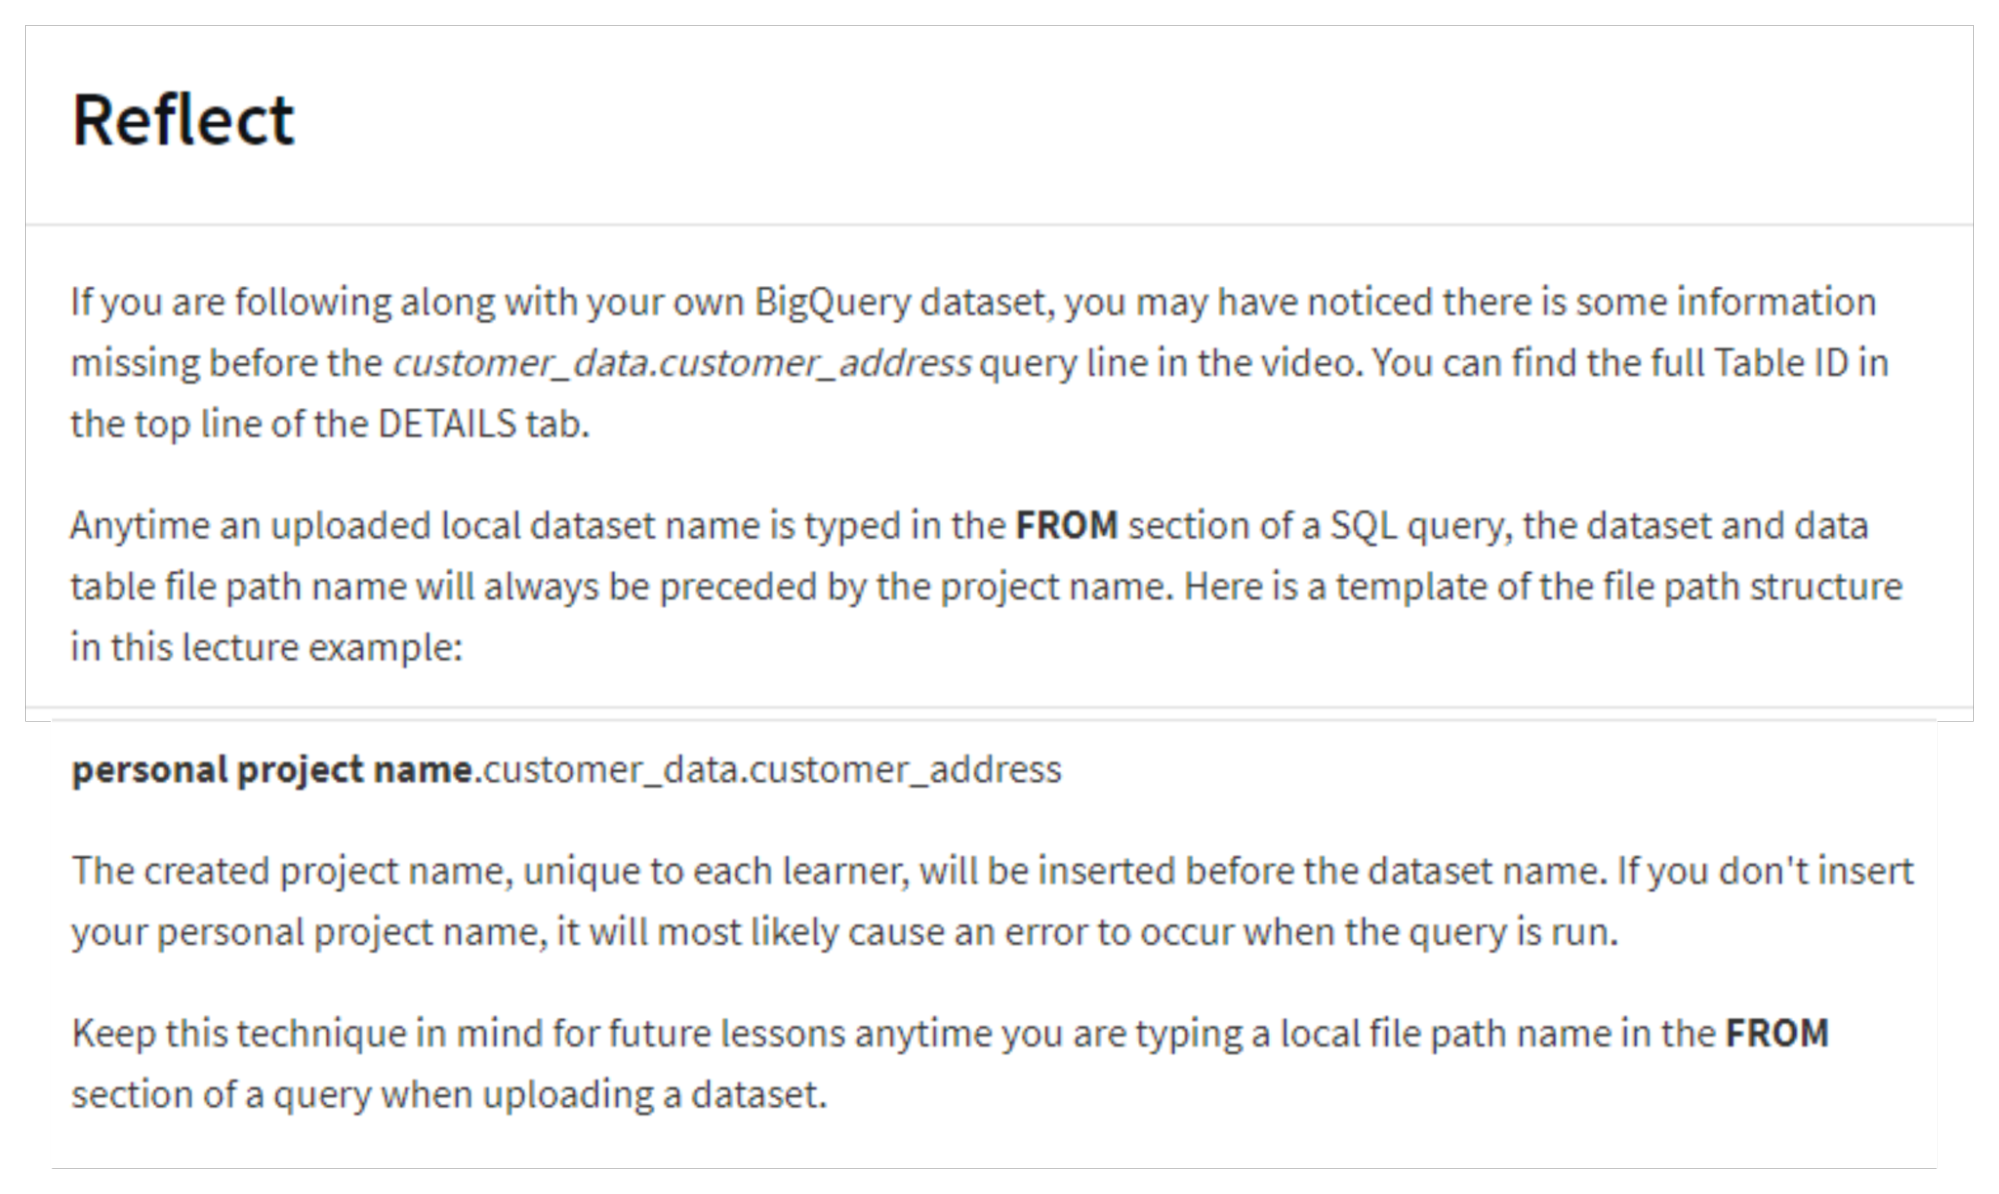 Reflect
If you are following along with your own BigQuery dataset, you may have noticed there is some information
missing before the customer_data.customer_address query line in the video. You can find the full Table ID in
the top line of the DETAILS tab.
Anytime an uploaded local dataset name is typed in the FROM section of a SQL query, the dataset and data
table file path name will always be preceded by the project name. Here is a template of the file path structure
in this lecture example:
personal project name.customer_data.customer_address
The created project name, unique to each learner, will be inserted before the dataset name. If you don't insert
your personal project name, it will most likely cause an error to occur when the query is run.
Keep this technique in mind for future lessons anytime you are typing a local file path name in the FROM
section of a query when uploading a dataset.